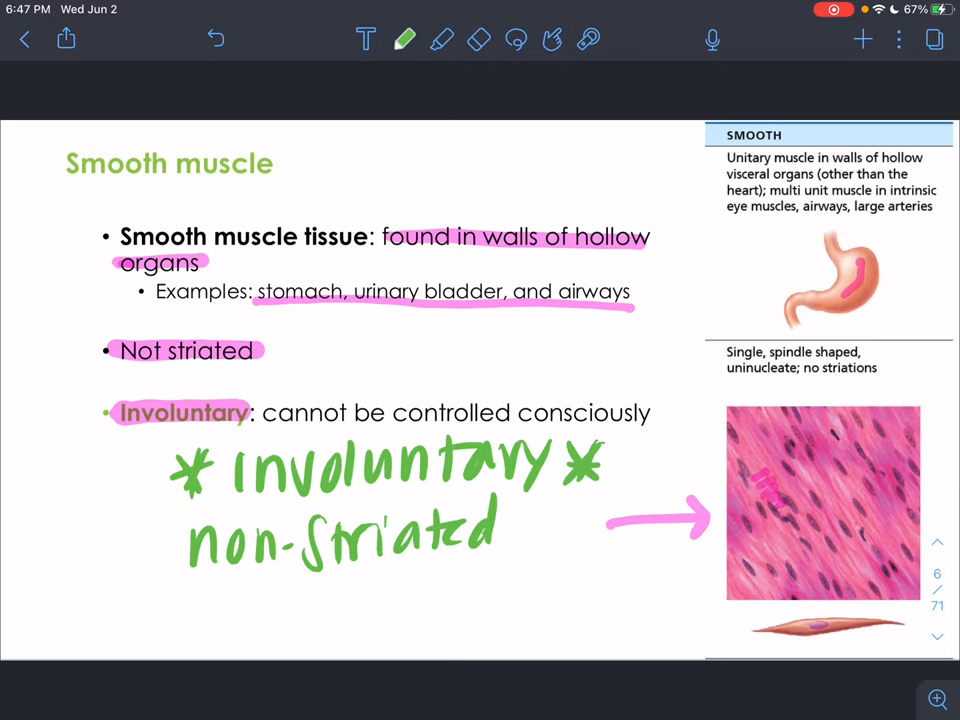 6:47 PM Wed Jun 2
67%
T
Smooth muscle
• Smooth muscle tissue: found in walls of hollow
organs
• Examples: stomach, urinary bladder, and airways
• Not striated
• Involuntary: cannot be controlled consciously
* Involuntary *
non-Striated
SMOOTH
Unitary muscle in walls of hollow
visceral organs (other than the
heart); multi unit muscle in intrinsic
eye muscles, airways, large arteries
Single, spindle shaped,
uninucleate; no striations
6
/
71